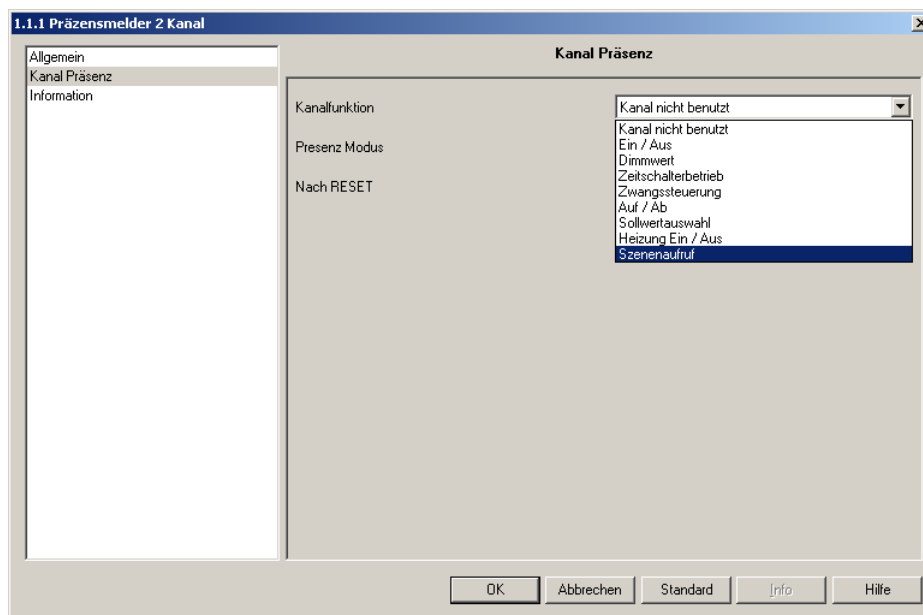 1.1.1 Präzensmelder 2 Kanal
Allgemein
Kanal Präsenz
Information
Kanal Präsenz
Kanalfunktion
Kanal nicht benutzt
Kanal nicht benutzt
Ein / Aus
Dimmwert
Zeitschalterbetrieb
Zwangssteuerung
Auf / Ab
Sollwertauswahl
Heizung Ein / Aus
Szenenaufruf
Presenz Modus
Nach RESET
OK
Abbrechen
Standard
Info
Hilfe